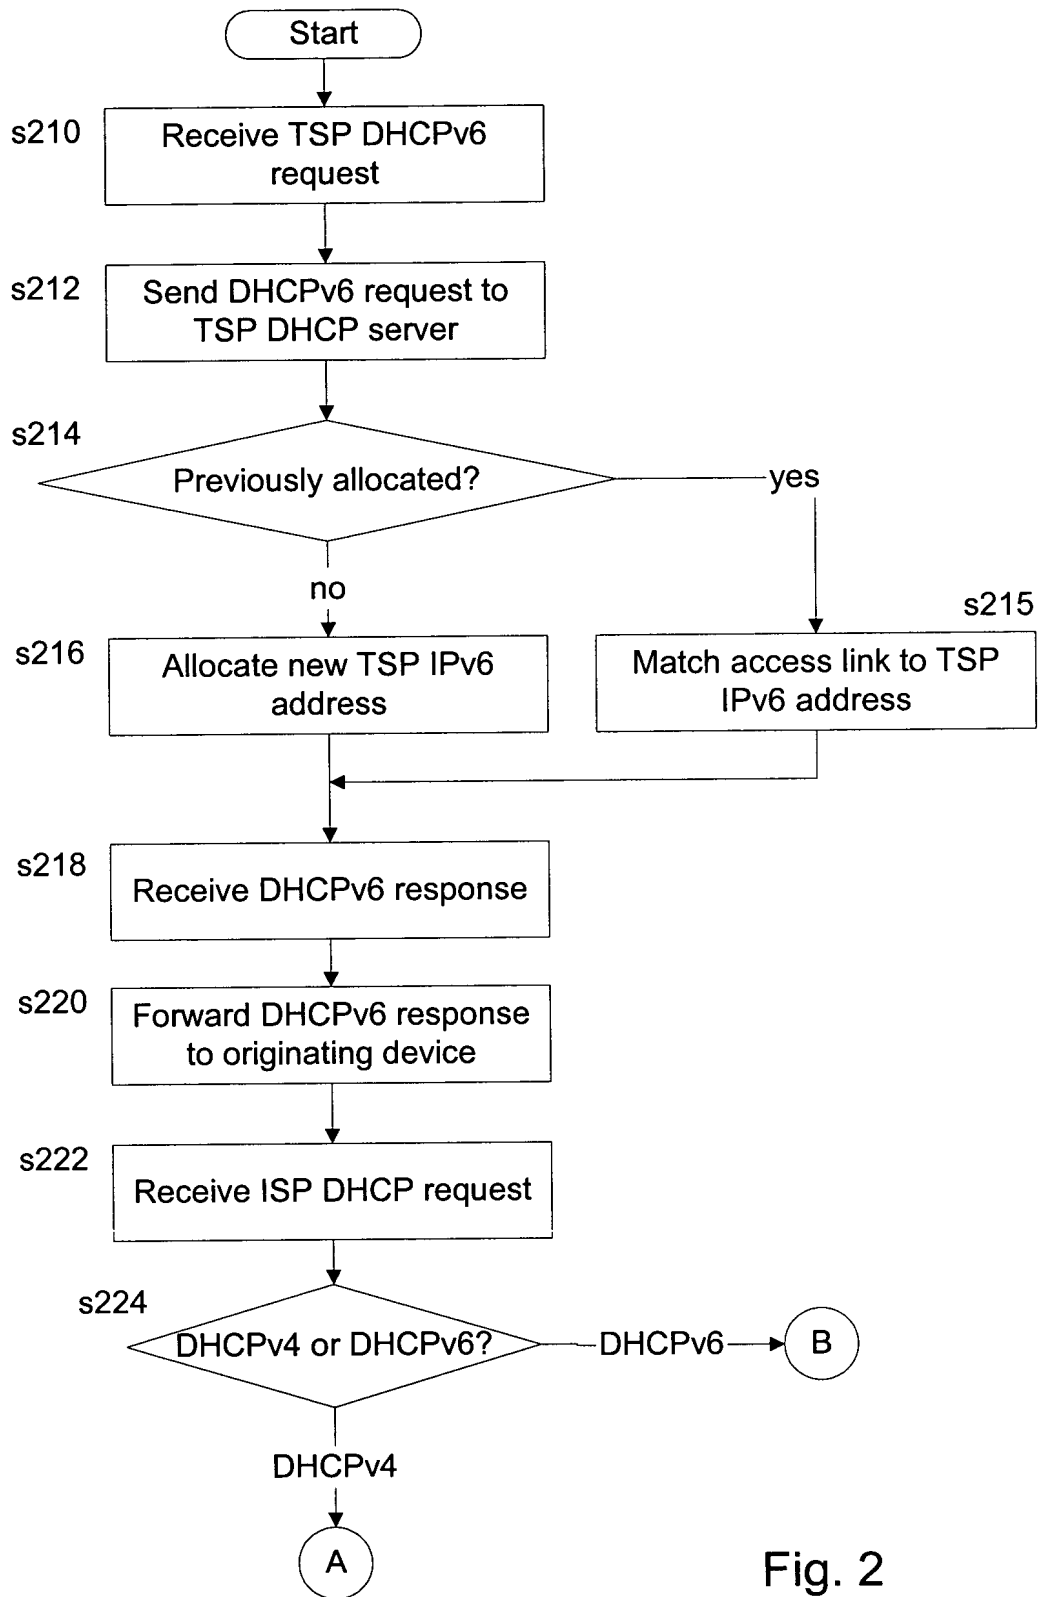 Start
s210
Receive TSP DHCPv6
request
s212
Send DHCPv6 request to
TSP DHCP server
s214
Previously allocated?
yes
no
s215
s216
Allocate new TSP IPv6
address
Match access link to TSP
IPv6 address
s218
Receive DHCPv6 response
s220
Forward DHCPv6 response
to originating device
s222
Receive ISP DHCP request
s224
DHCPv4 or DHCPv6?
DHCPv6
B
DHCPv4
A
Fig. 2